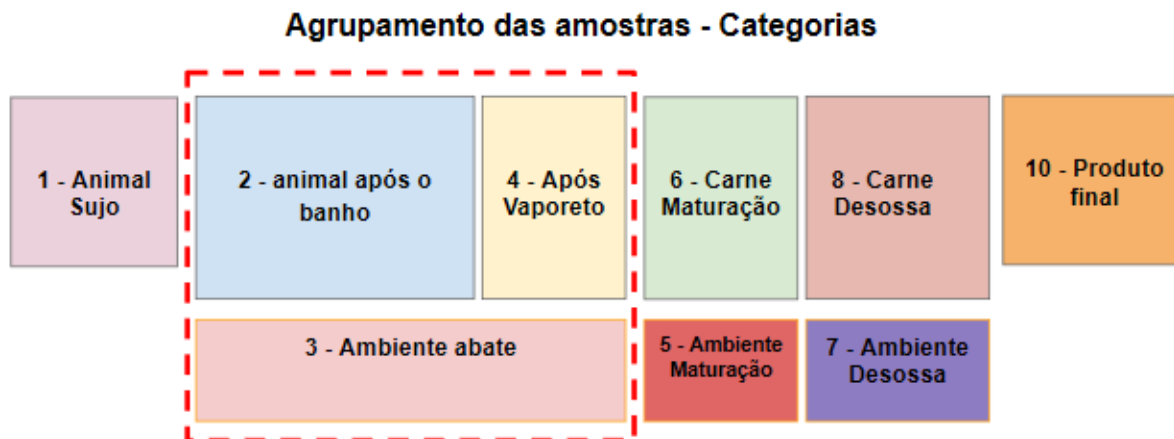 Agrupamento das amostras - Categorias
1 - Animal
Sujo
2 - animal após o
banho
4 - Após
Vaporeto
6 - Carne
Maturação
8 - Carne
Desossa
10 - Produto
final
3 - Ambiente abate
5 - Ambiente
Maturação
7 - Ambiente
Desossa